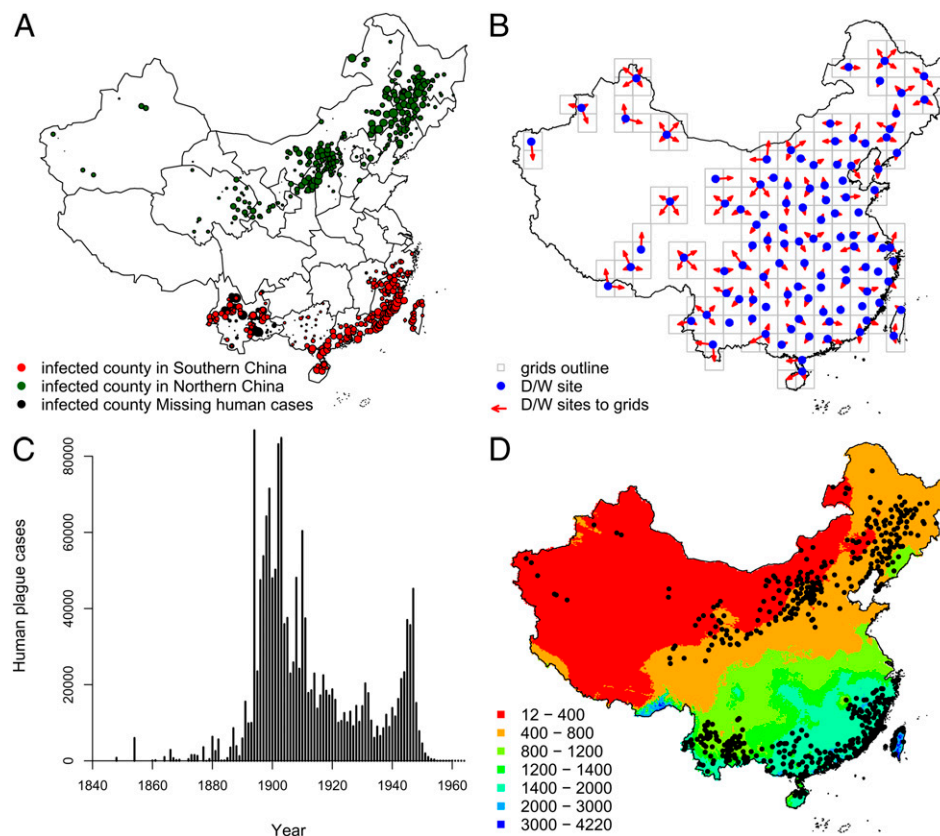 A
infected county in Southern China
infected county in Northern China
infected county Missing human cases
B
grids outline
D/W site
D/W sites to grids
C
Human plague cases
80000
60000
40000
20000
0
1840
1860
1880
1900
1920
1940
1960
Year
D
12 − 400
400 − 800
800 − 1200
1200 − 1400
1400 − 2000
2000 − 3000
3000 − 4220